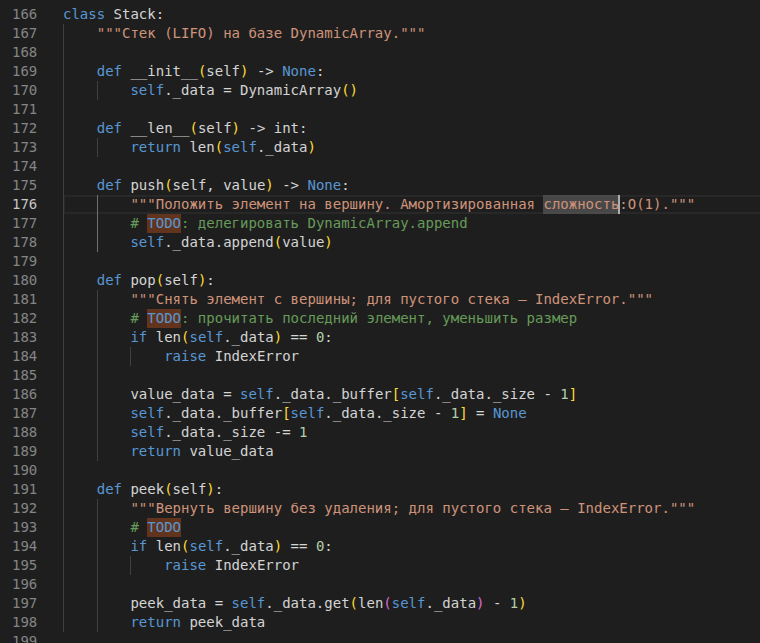 166 class Stack:
167     """Стек (LIFO) на базе DynamicArray."""
168
169     def __init__(self) -> None:
170         self._data = DynamicArray()
171
172     def __len__(self) -> int:
173         return len(self._data)
174
175     def push(self, value) -> None:
176         """Положить элемент на вершину. Амортизированная сложность:O(1)."""
177         # TODO: делегировать DynamicArray.append
178         self._data.append(value)
179
180     def pop(self):
181         """Снять элемент с вершины; для пустого стека — IndexError."""
182         # TODO: прочитать последний элемент, уменьшить размер
183         if len(self._data) == 0:
184             raise IndexError
185
186         value_data = self._data._buffer[self._data._size - 1]
187         self._data._buffer[self._data._size - 1] = None
188         self._data._size -= 1
189         return value_data
190
191     def peek(self):
192         """Вернуть вершину без удаления; для пустого стека — IndexError."""
193         # TODO
194         if len(self._data) == 0:
195             raise IndexError
196
197         peek_data = self._data.get(len(self._data) - 1)
198         return peek_data
199